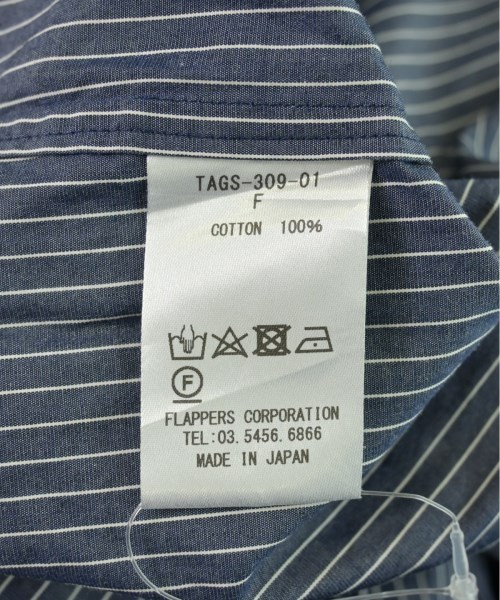 TAGS-309-01
F
COTTON 100%
F
FLAPPERS CORPORATION
TEL:03.5456.6866
MADE IN JAPAN